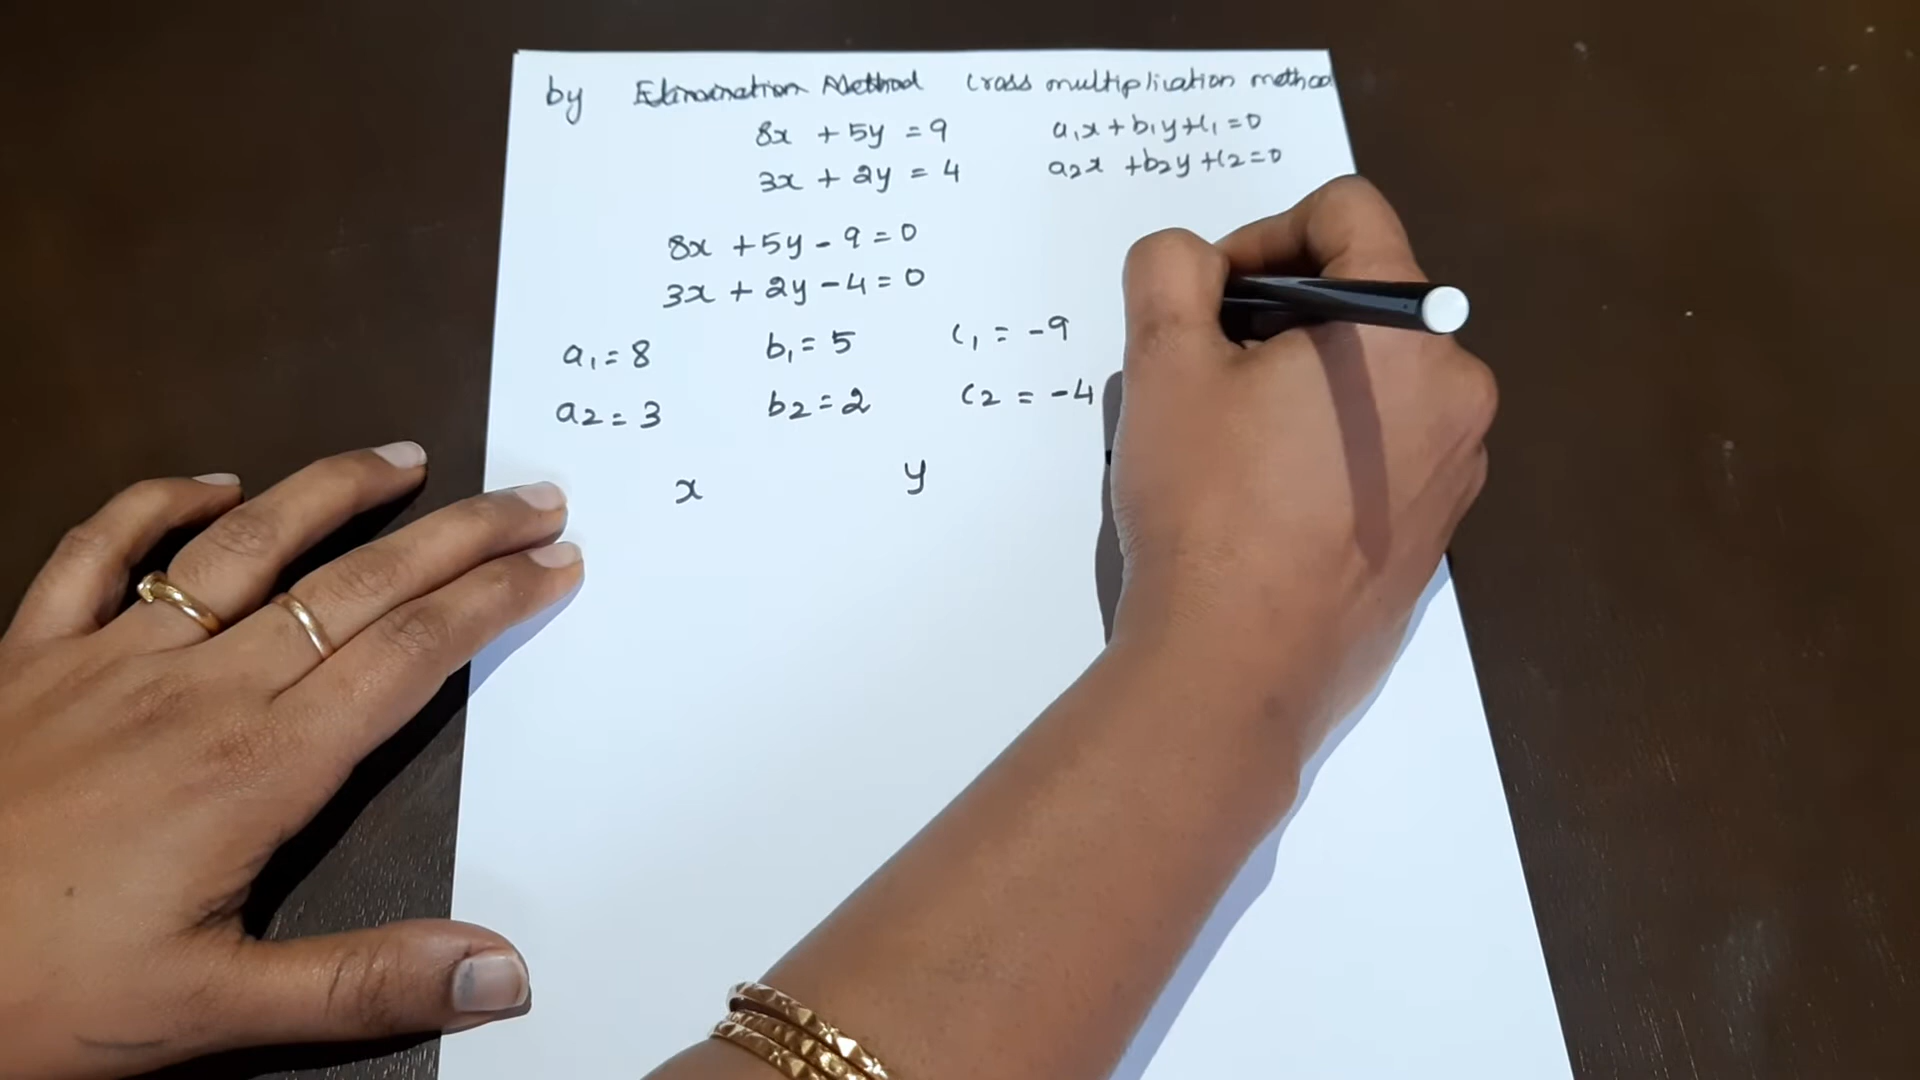 by Elimination Method Cross multiplication method
8x + 5y = 9 a₁x + b₁y + c₁ = 0
3x + 2y = 4 a₂x + b₂y + c₂ = 0
8x + 5y - 9 = 0
3x + 2y - 4 = 0
a₁ = 8 b₁ = 5 c₁ = -9
a₂ = 3 b₂ = 2 c₂ = -4
x y